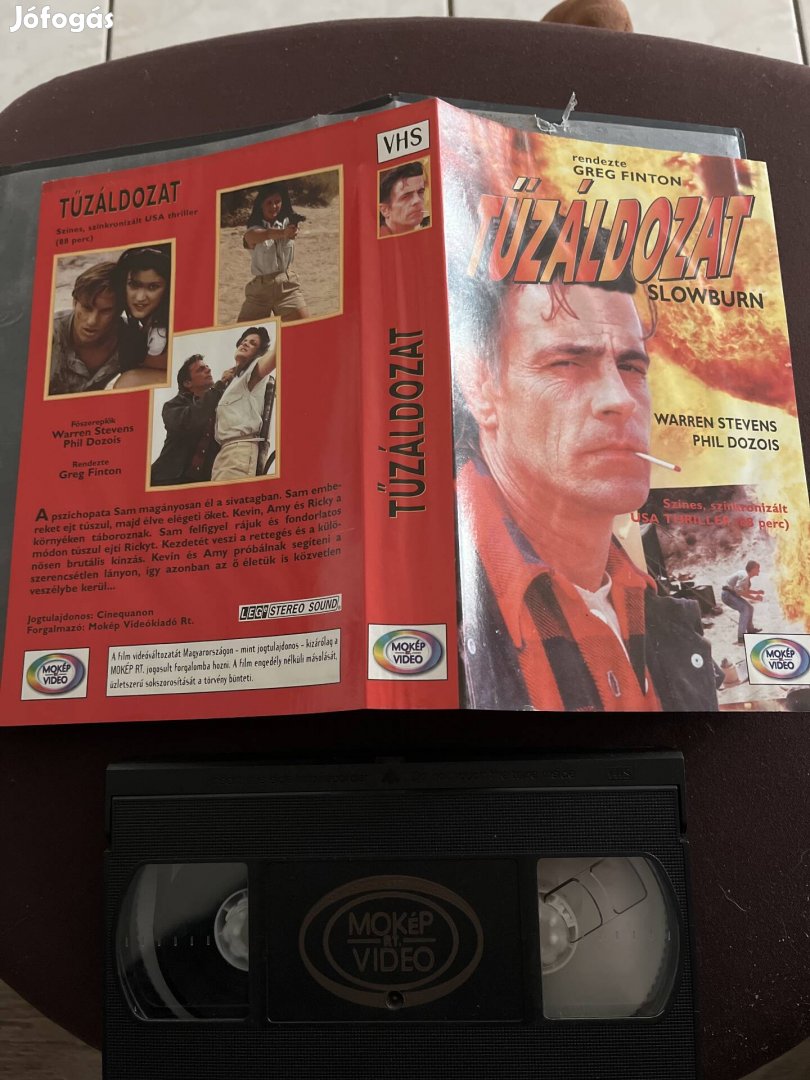 Jófogás
TŰZÁLDOZAT
Színes, szinkronizált USA thriller
(88 perc)
Főszereplők
Warren Stevens
Phil Dozois
Rendezte
Greg Finton
A pszichopata Sam magányosan él a sivatagban. Sam embe-
reket ejt túszul, majd élve elégeti őket. Kevin, Amy és Ricky a
környéken táboroznak. Sam felfigyel rájuk és fondorlatos
módon túszul ejti Rickyt. Kezdetét veszi a rettegés és a külö-
nösen brutális kínzás. Kevin és Amy próbálnak segíteni a
szerencsétlen lányon, így azonban az ő életük is közvetlen
veszélybe kerül...
Jogtulajdonos: Cinequanon
Forgalmazó: Mokép Videókiadó Rt.
STEREO SOUND
MOKÉP
VIDEO
A film videóváltozatát Magyarországon - mint jogtulajdonos - kizárólag a
MOKÉP RT. jogosult forgalomba hozni. A film engedély nélküli másolását,
üzletszerű sokszorosítását a törvény bünteti.
VHS
TŰZÁLDOZAT
MOKÉP
VIDEO
rendezte
GREG FINTON
TŰZÁLDOZAT
SLOWBURN
WARREN STEVENS
PHIL DOZOIS
Színes, szinkronizált
USA THRILLER (88 perc)
MOKÉP
VIDEO
VHS
MOKÉP
RT.
VIDEO